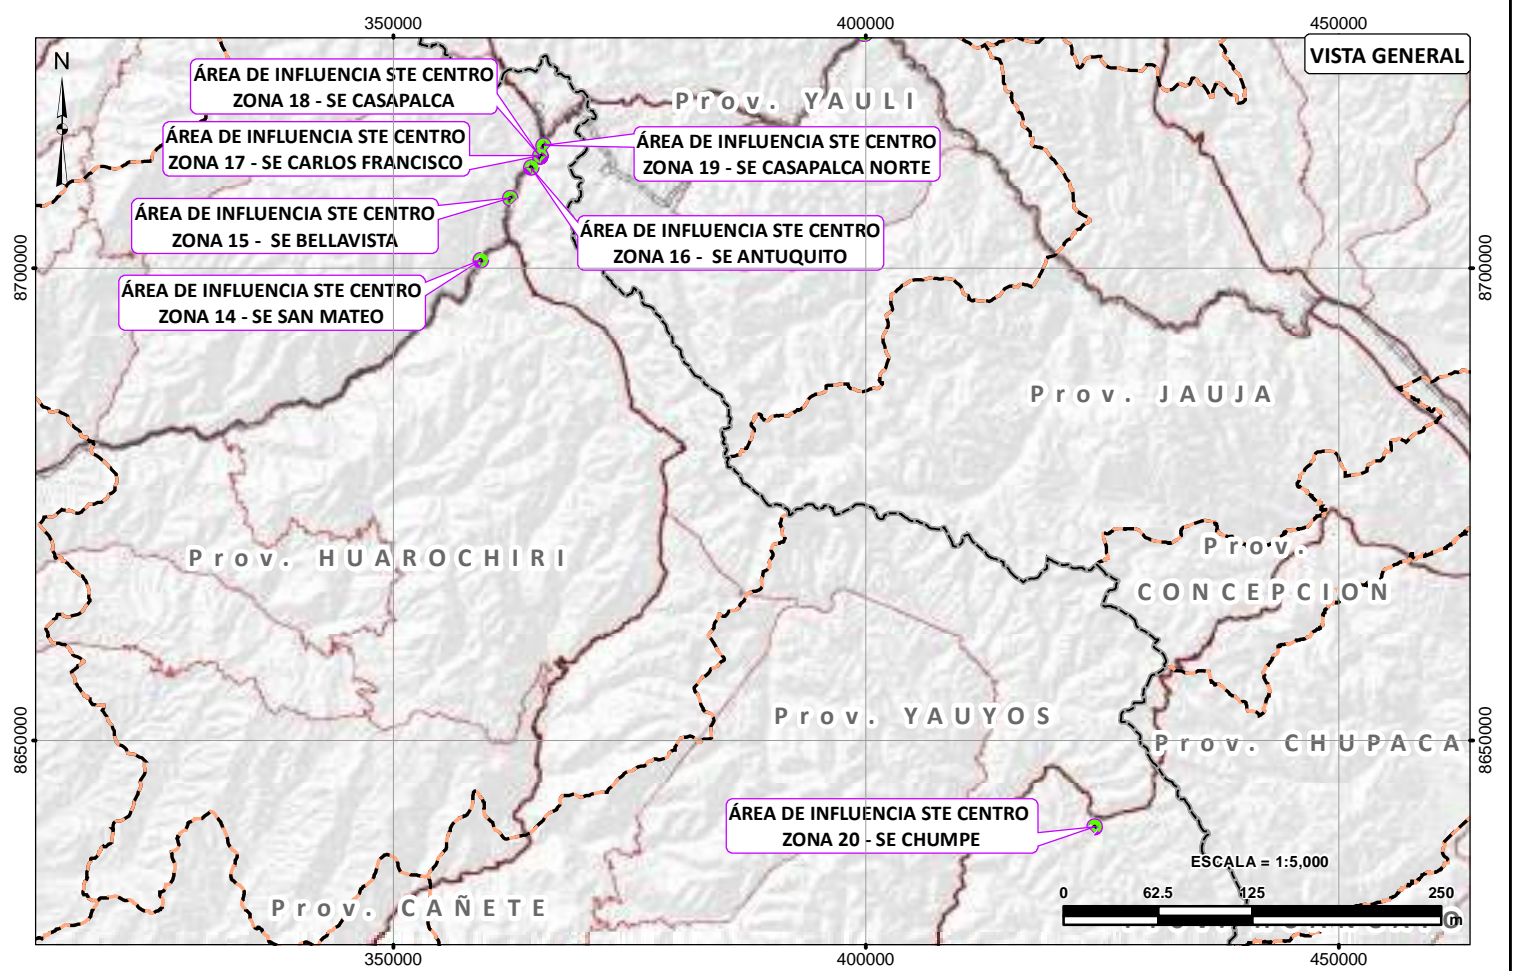 350000
400000
450000
N
VISTA GENERAL
ÁREA DE INFLUENCIA STE CENTRO
ZONA 18 - SE CASAPALCA
Prov. YAULI
ÁREA DE INFLUENCIA STE CENTRO
ZONA 17 - SE CARLOS FRANCISCO
ÁREA DE INFLUENCIA STE CENTRO
ZONA 19 - SE CASAPALCA NORTE
ÁREA DE INFLUENCIA STE CENTRO
ZONA 15 - SE BELLAVISTA
ÁREA DE INFLUENCIA STE CENTRO
ZONA 16 - SE ANTUQUITO
8700000
8700000
ÁREA DE INFLUENCIA STE CENTRO
ZONA 14 - SE SAN MATEO
Prov. JAUJA
Prov. HUAROCHIRI
Prov.
CONCEPCION
Prov. YAUYOS
8650000
8650000
Prov. CHUPACA
ÁREA DE INFLUENCIA STE CENTRO
ZONA 20 - SE CHUMPE
ESCALA = 1:5,000
0 62.5 125 250
m
Prov. CAÑETE
350000
400000
450000